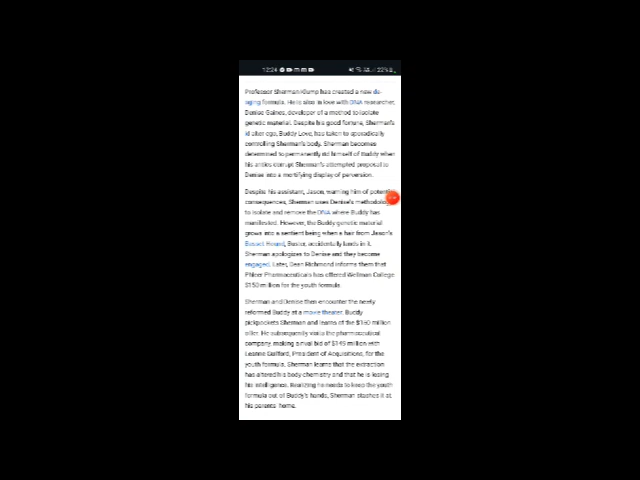 12:24
Professor Sherman Klump has created a new de-
aging formula. He is also in love with DNA researcher,
Denise Gaines, developer of a method to isolate
genetic material. Despite his good fortune, Sherman's
id alter ego, Buddy Love, has taken to sporadically
controlling Sherman's body. Sherman becomes
determined to permanently rid himself of Buddy when
his antics corrupt Sherman's attempted proposal to
Denise into a mortifying display of perversion.
Despite his assistant, Jason, warning him of potential
consequences, Sherman uses Denise's methodology
to isolate and remove the DNA where Buddy has
manifested. However, the Buddy genetic material
grows into a sentient being when a hair from Jason's
Basset Hound, Buster, accidentally lands in it.
Sherman apologizes to Denise and they become
engaged. Later, Dean Richmond informs them that
Phleer Pharmaceuticals has offered Wellman College
$150 million for the youth formula.
Sherman and Denise then encounter the newly
reformed Buddy at a movie theater. Buddy
pickpockets Sherman and learns of the $150 million
offer. He subsequently visits the pharmaceutical
company, making a rival bid of $149 million with
Leanne Guilford, President of Acquisitions, for the
youth formula. Sherman learns that the extraction
has altered his body chemistry and that he is losing
his intelligence. Realizing he needs to keep the youth
formula out of Buddy's hands, Sherman stashes it at
his parents' home.